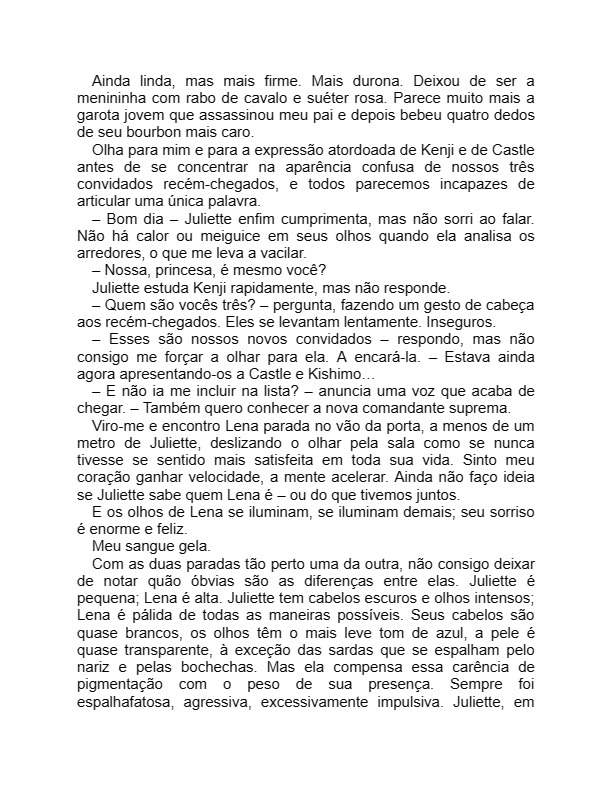 Ainda linda, mas mais firme. Mais durona. Deixou de ser a
menininha com rabo de cavalo e suéter rosa. Parece muito mais a
garota jovem que assassinou meu pai e depois bebeu quatro dedos
de seu bourbon mais caro.
Olha para mim e para a expressão atordoada de Kenji e de Castle
antes de se concentrar na aparência confusa de nossos três
convidados recém-chegados, e todos parecemos incapazes de
articular uma única palavra.
– Bom dia – Juliette enfim cumprimenta, mas não sorri ao falar.
Não há calor ou meiguice em seus olhos quando ela analisa os
arredores, o que me leva a vacilar.
– Nossa, princesa, é mesmo você?
Juliette estuda Kenji rapidamente, mas não responde.
– Quem são vocês três? – pergunta, fazendo um gesto de cabeça
aos recém-chegados. Eles se levantam lentamente. Inseguros.
– Esses são nossos novos convidados – respondo, mas não
consigo me forçar a olhar para ela. A encará-la. – Estava ainda
agora apresentando-os a Castle e Kishimo…
– E não ia me incluir na lista? – anuncia uma voz que acaba de
chegar. – Também quero conhecer a nova comandante suprema.
Viro-me e encontro Lena parada no vão da porta, a menos de um
metro de Juliette, deslizando o olhar pela sala como se nunca
tivesse se sentido mais satisfeita em toda sua vida. Sinto meu
coração ganhar velocidade, a mente acelerar. Ainda não faço ideia
se Juliette sabe quem Lena é – ou do que tivemos juntos.
E os olhos de Lena se iluminam, se iluminam demais; seu sorriso
é enorme e feliz.
Meu sangue gela.
Com as duas paradas tão perto uma da outra, não consigo deixar
de notar quão óbvias são as diferenças entre elas. Juliette é
pequena; Lena é alta. Juliette tem cabelos escuros e olhos intensos;
Lena é pálida de todas as maneiras possíveis. Seus cabelos são
quase brancos, os olhos têm o mais leve tom de azul, a pele é
quase transparente, à exceção das sardas que se espalham pelo
nariz e pelas bochechas. Mas ela compensa essa carência de
pigmentação com o peso de sua presença. Sempre foi
espalhafatosa, agressiva, excessivamente impulsiva. Juliette, em